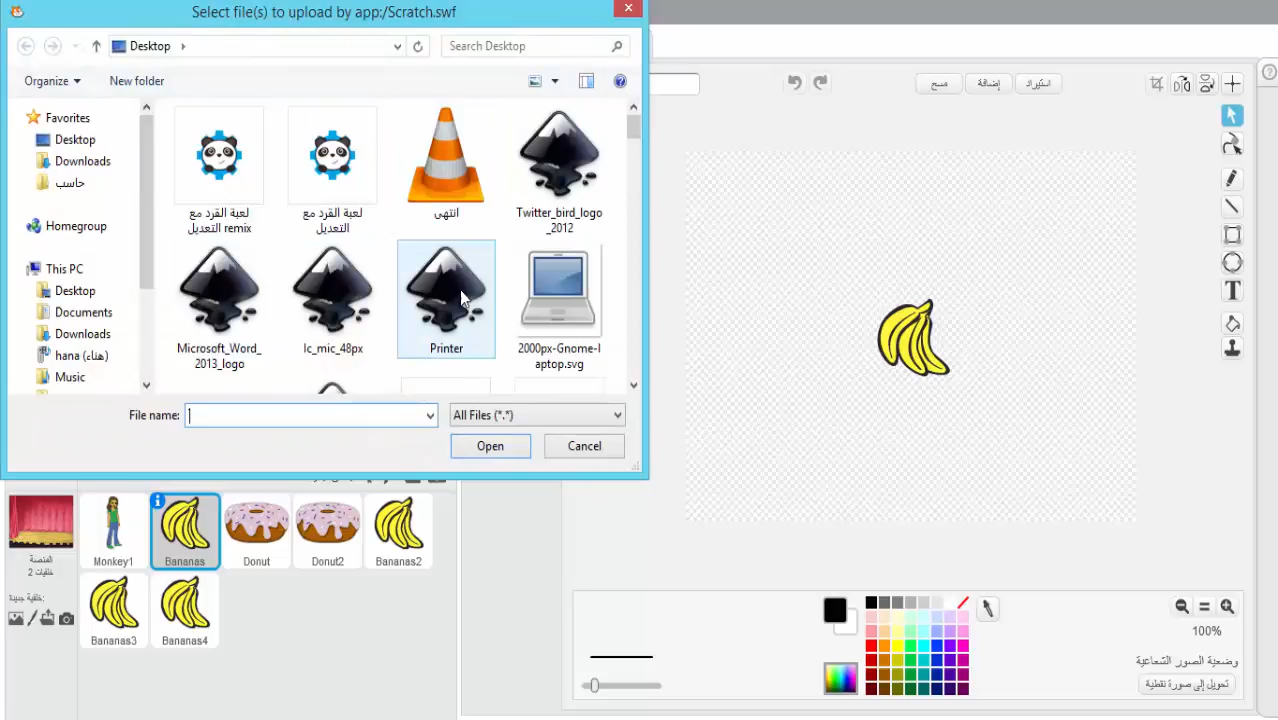 Select file(s) to upload by app:/Scratch.swf
Desktop
Search Desktop
Organize
New folder
Favorites
Desktop
Downloads
حاسب
Homegroup
This PC
Desktop
Documents
Downloads
hana (هناء)
Music
لعبة القرد مع
التعديل remix
لعبة القرد مع
التعديل
انتهى
Twitter_bird_logo
_2012
Microsoft_Word_
2013_logo
Ic_mic_48px
Printer
2000px-Gnome-l
aptop.svg
File name:
All Files (*.*)
Open
Cancel
مسح
إضافة
استيراد
T
Monkey1
Bananas
Donut
Donut2
Bananas2
Bananas3
Bananas4
المنصة
خلفيات 2
خلفية جديدة:
100%
وضعية الصور الشعاعية
تحويل إلى صورة نقطية